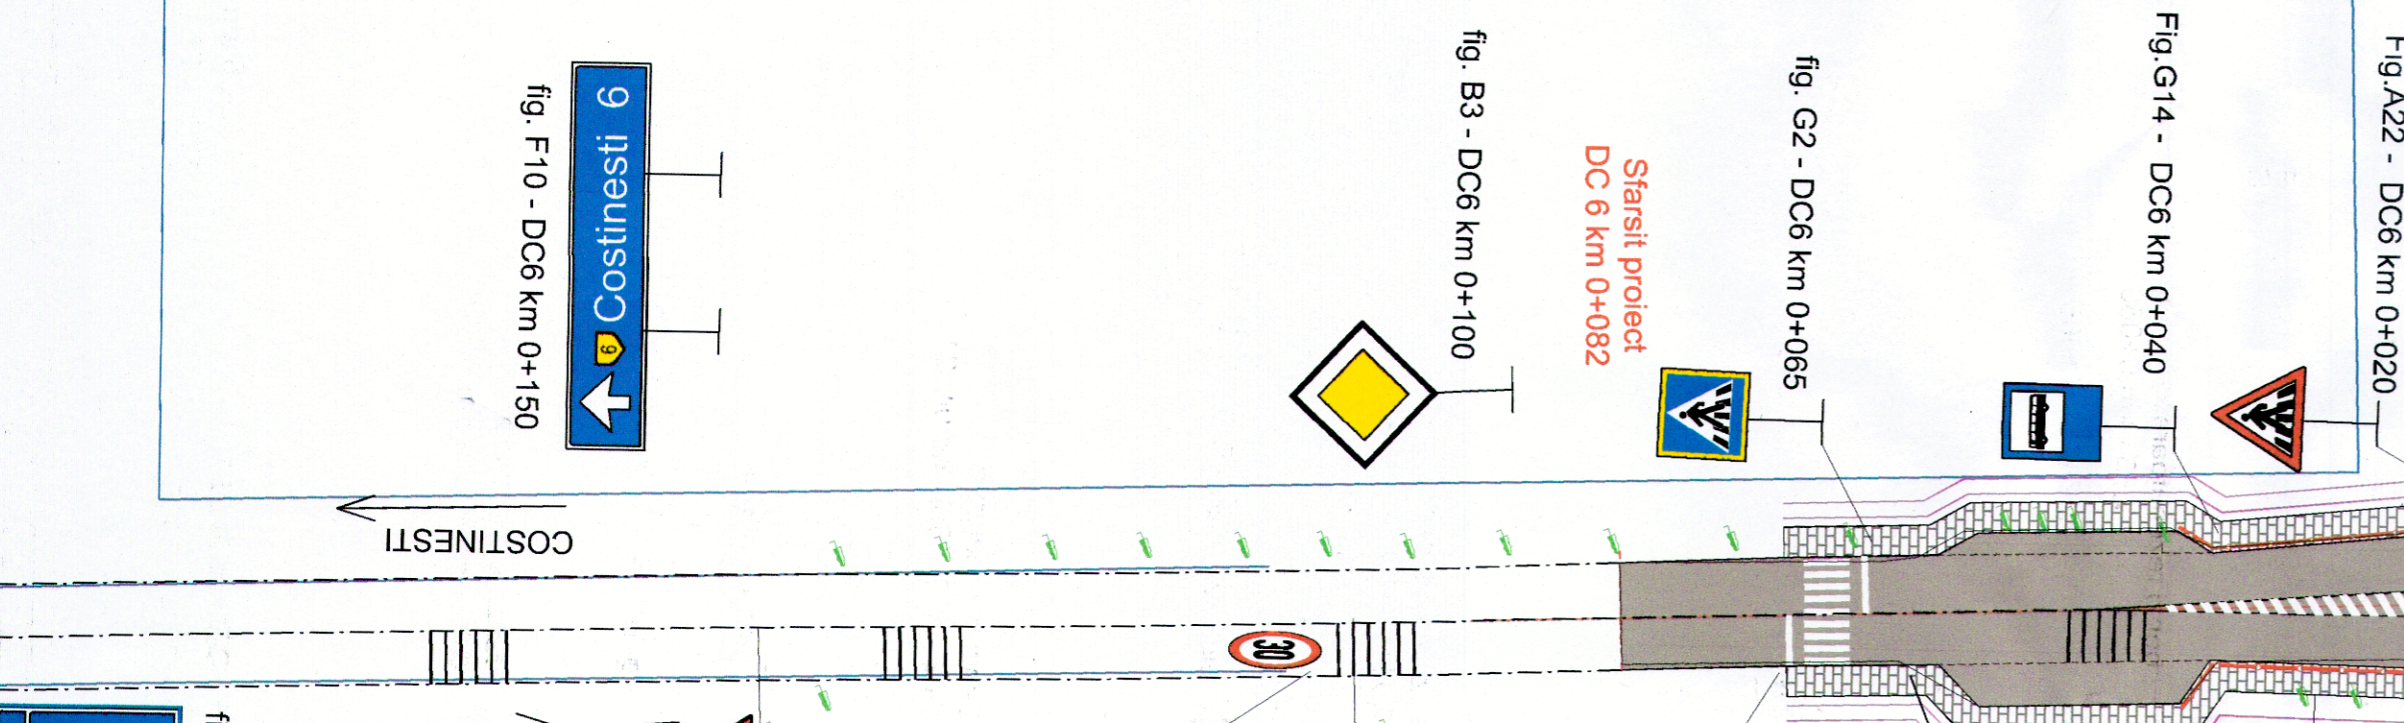 Fig.A22 - DC6 km 0+020
Fig.G14 - DC6 km 0+040
fig. G2 - DC6 km 0+065
Sfarsit proiect
DC 6 km 0+082
fig. B3 - DC6 km 0+100
Costinesti 6
9
fig. F10 - DC6 km 0+150
COSTINESTI
30